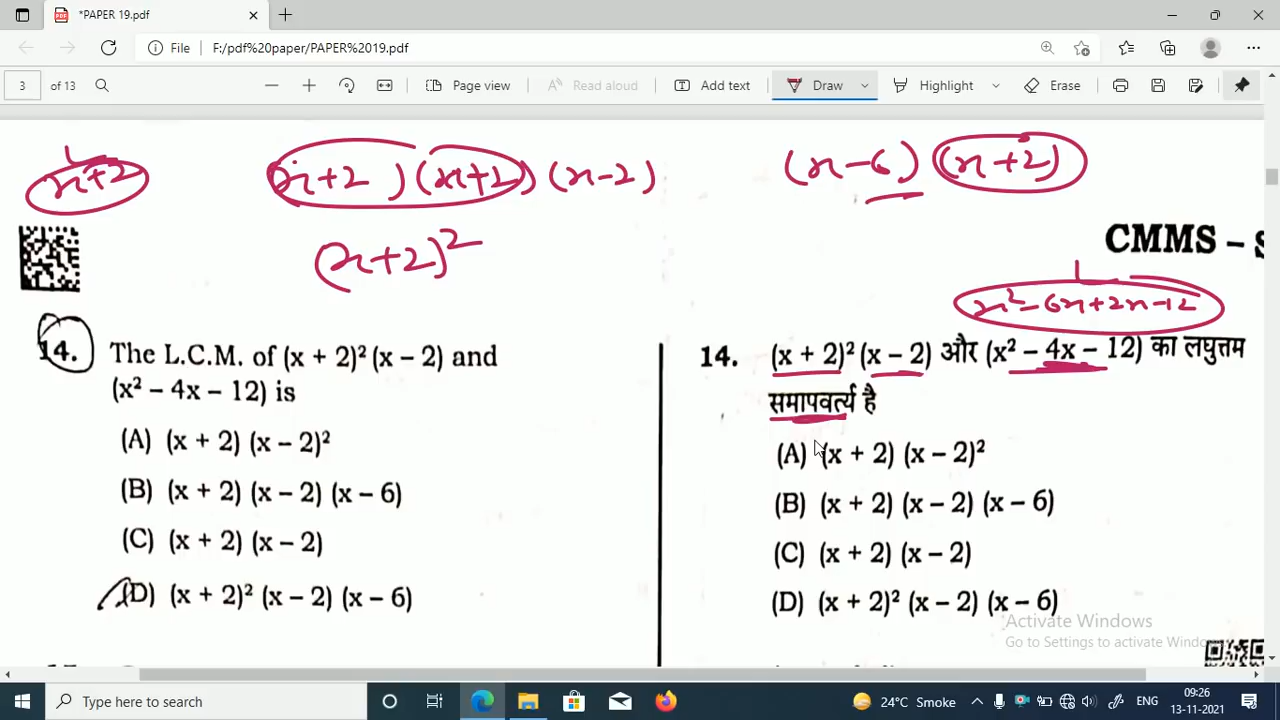 *PAPER 19.pdf
File F:/pdf%20paper/PAPER%2019.pdf
3 of 13 Page view Read aloud Add text Draw Highlight Erase
x+2 (x+2) (x+2) (x-2) (x-6) (x+2)
(x+2)²
CMMS – S
x²-6x+2x-12
14. The L.C.M. of (x + 2)² (x – 2) and
(x² – 4x – 12) is
(A) (x + 2) (x – 2)²
(B) (x + 2) (x – 2) (x – 6)
(C) (x + 2) (x – 2)
(D) (x + 2)² (x – 2) (x – 6)
14. (x + 2)² (x – 2) और (x² – 4x – 12) का लघुत्तम
समापवर्त्य है
(A) (x + 2) (x – 2)²
(B) (x + 2) (x – 2) (x – 6)
(C) (x + 2) (x – 2)
(D) (x + 2)² (x – 2) (x – 6)
Activate Windows
Go to Settings to activate Windows
Type here to search
24°C Smoke ENG 09:26
13-11-2021